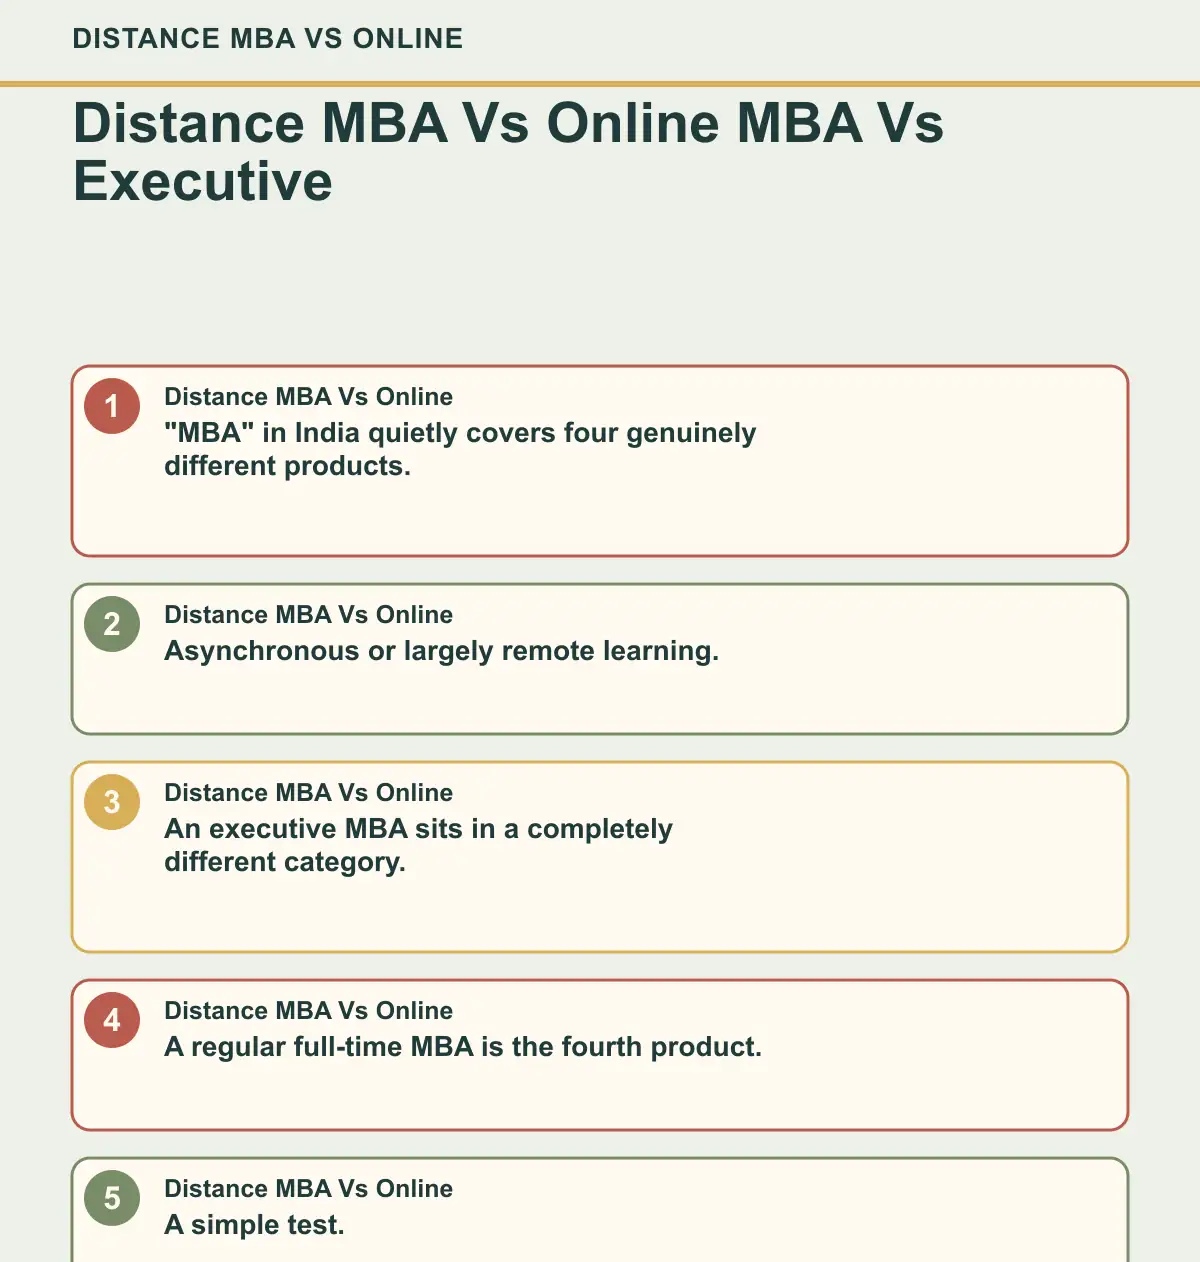 DISTANCE MBA VS ONLINE
Distance MBA Vs Online MBA Vs
Executive
1
Distance MBA Vs Online
"MBA" in India quietly covers four genuinely
different products.
2
Distance MBA Vs Online
Asynchronous or largely remote learning.
3
Distance MBA Vs Online
An executive MBA sits in a completely
different category.
4
Distance MBA Vs Online
A regular full-time MBA is the fourth product.
5
Distance MBA Vs Online
A simple test.